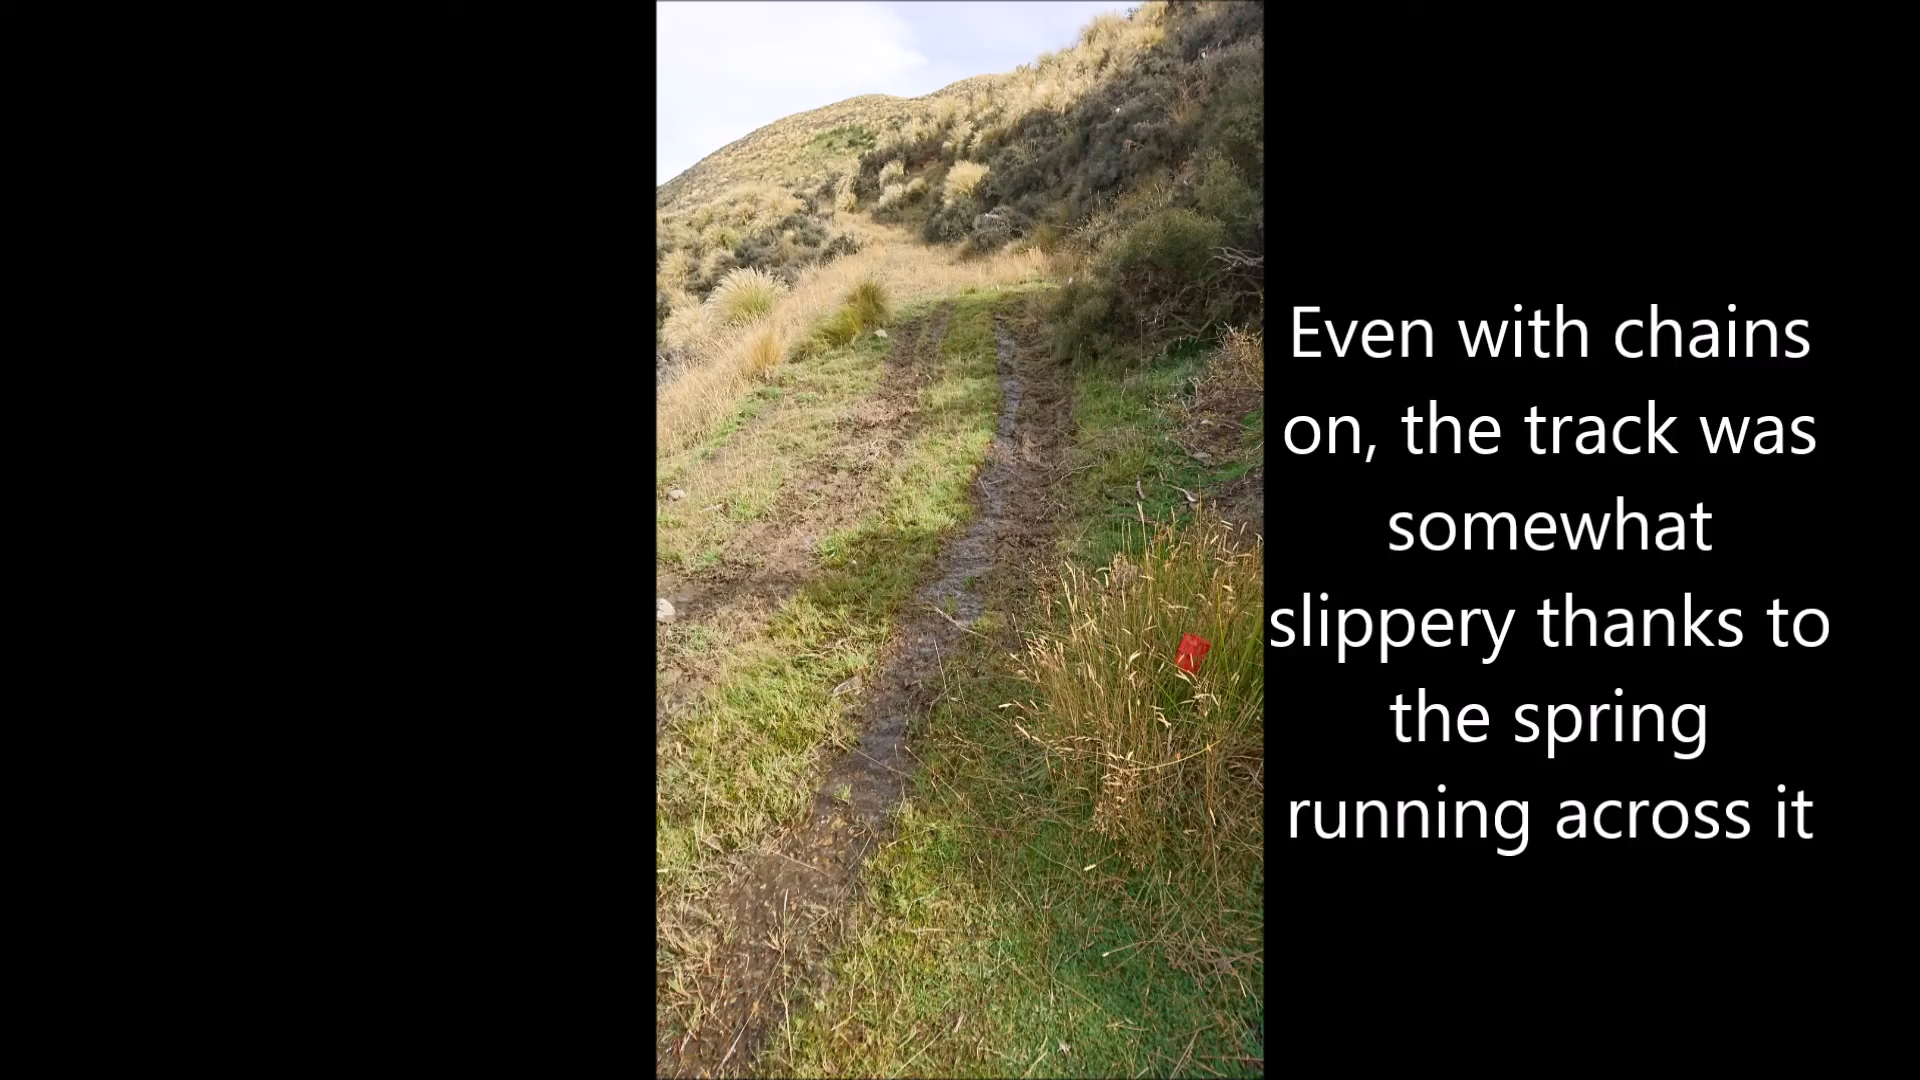 Even with chains
on, the track was
somewhat
slippery thanks to
the spring
running across it